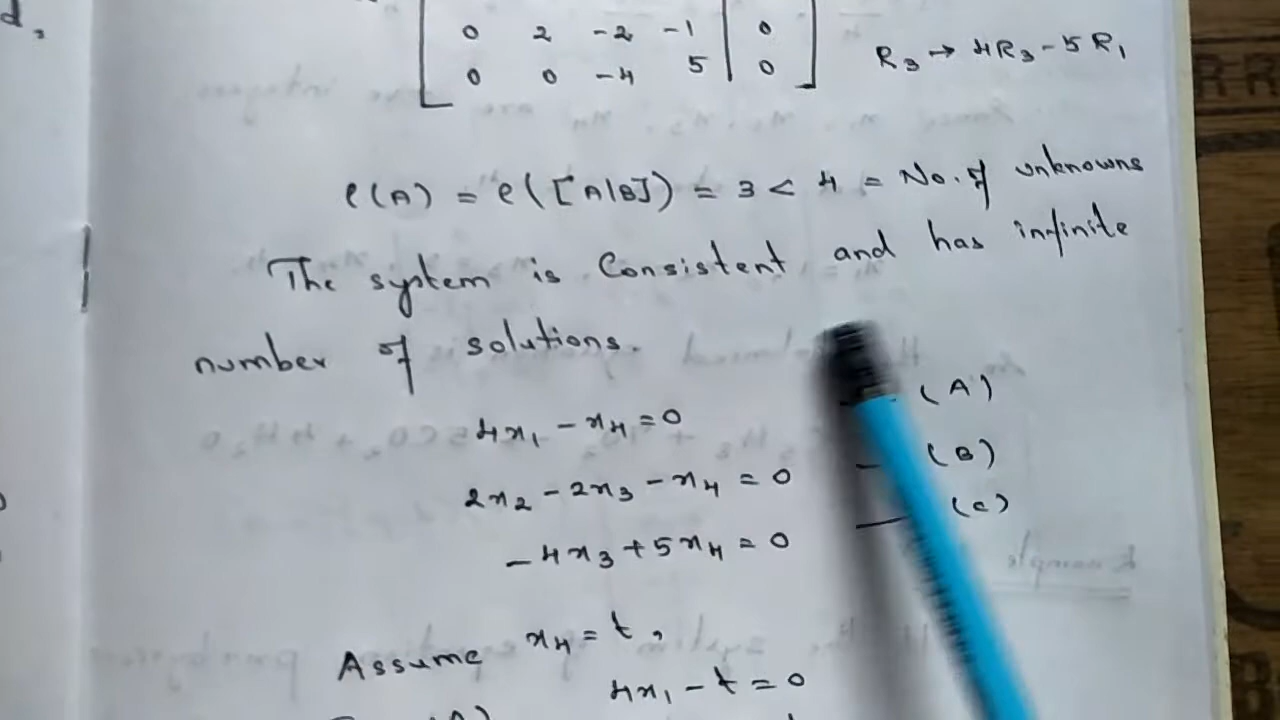 d,
0 2 -2 -1 | 0
0 0 -4 5 | 0 R₃ → 4R₃ - 5R₁
ρ(A) = ρ([A|B]) = 3 < 4 = No. of unknowns
The system is Consistent and has infinite
number of solutions.
4x₁ - x₄ = 0 (A)
2x₂ - 2x₃ - x₄ = 0 — (B)
-4x₃ + 5x₄ = 0 — (C)
Assume x₄ = t,
4x₁ - t = 0
(A)